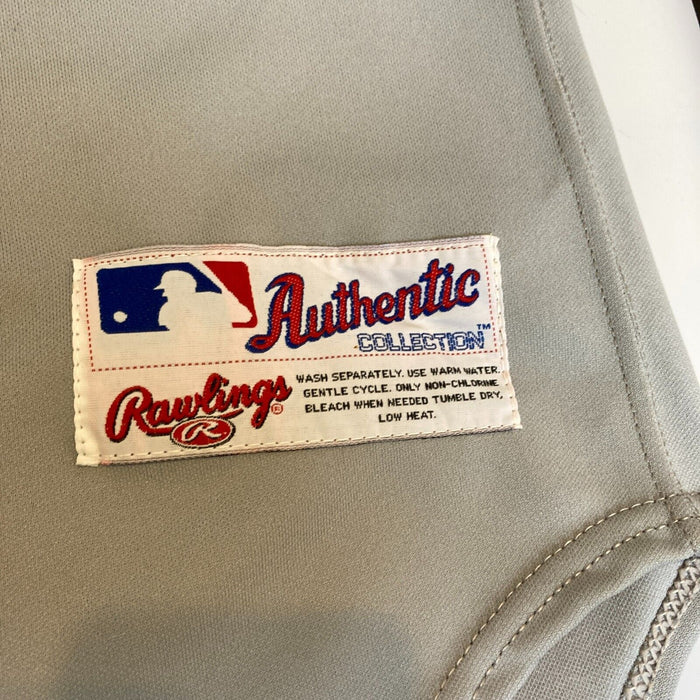 Authentic
COLLECTION™
Rawlings®
R
WASH SEPARATELY. USE WARM WATER.
GENTLE CYCLE. ONLY NON-CHLORINE
BLEACH WHEN NEEDED TUMBLE DRY,
LOW HEAT.